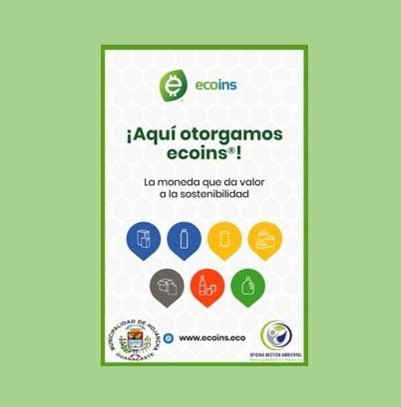 ecoins
¡Aquí otorgamos
ecoins®!
La moneda que da valor
a la sostenibilidad
MUNICIPALIDAD DE HOJANCHA
GUANACASTE
www.ecoins.eco
OFICINA GESTIÓN AMBIENTAL